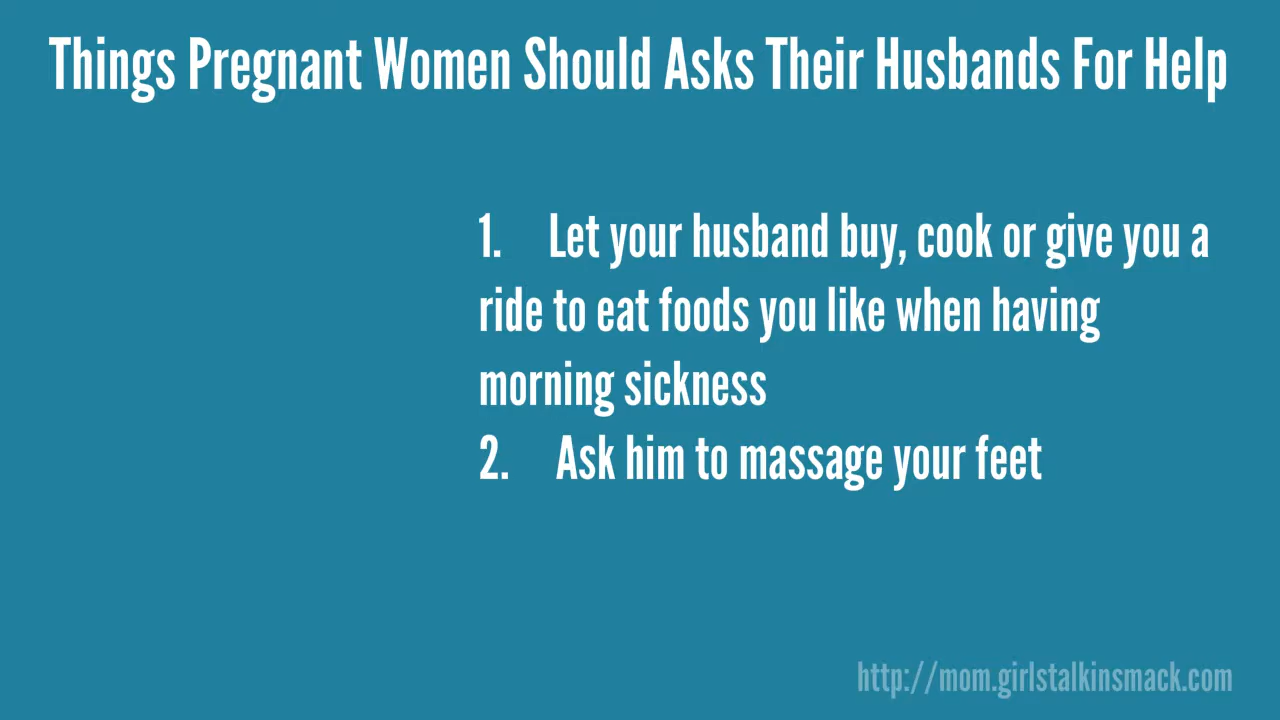 Things Pregnant Women Should Asks Their Husbands For Help
1. Let your husband buy, cook or give you a
ride to eat foods you like when having
morning sickness
2. Ask him to massage your feet
http://mom.girlstalkinsmack.com